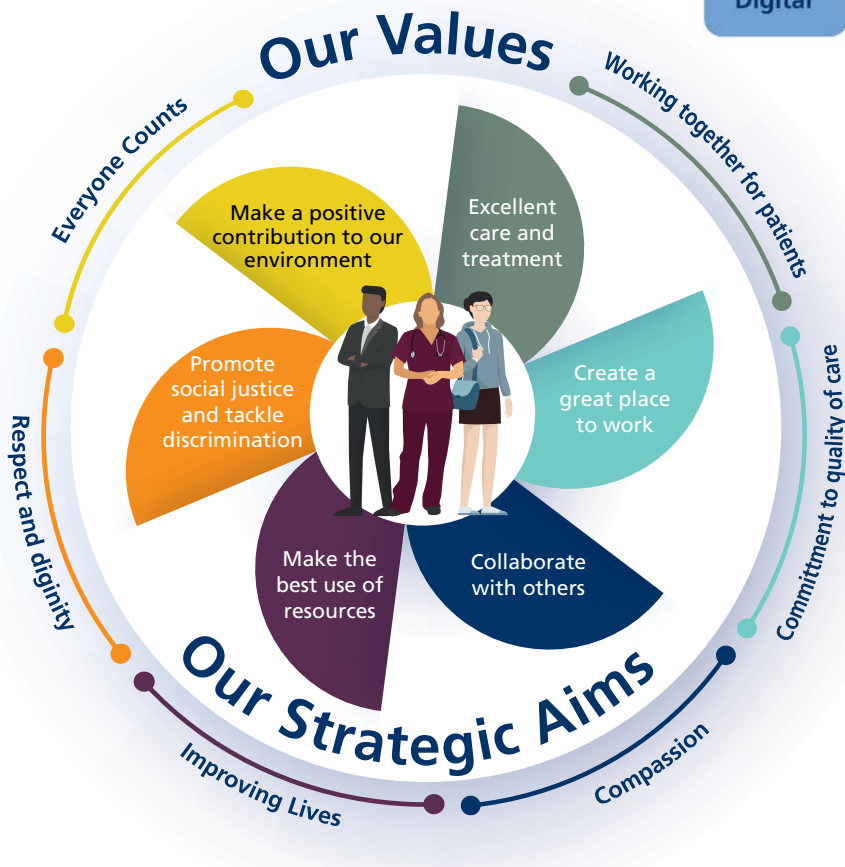 Digital
Our Values
Everyone Counts
Working together for patients
Make a positive
contribution to our
environment
Excellent
care and
treatment
Promote
social justice
and tackle
discrimination
Create a
great place
to work
Respect and diginity
Committment to quality of care
Make the
best use of
resources
Collaborate
with others
Our Strategic Aims
Improving Lives
Compassion